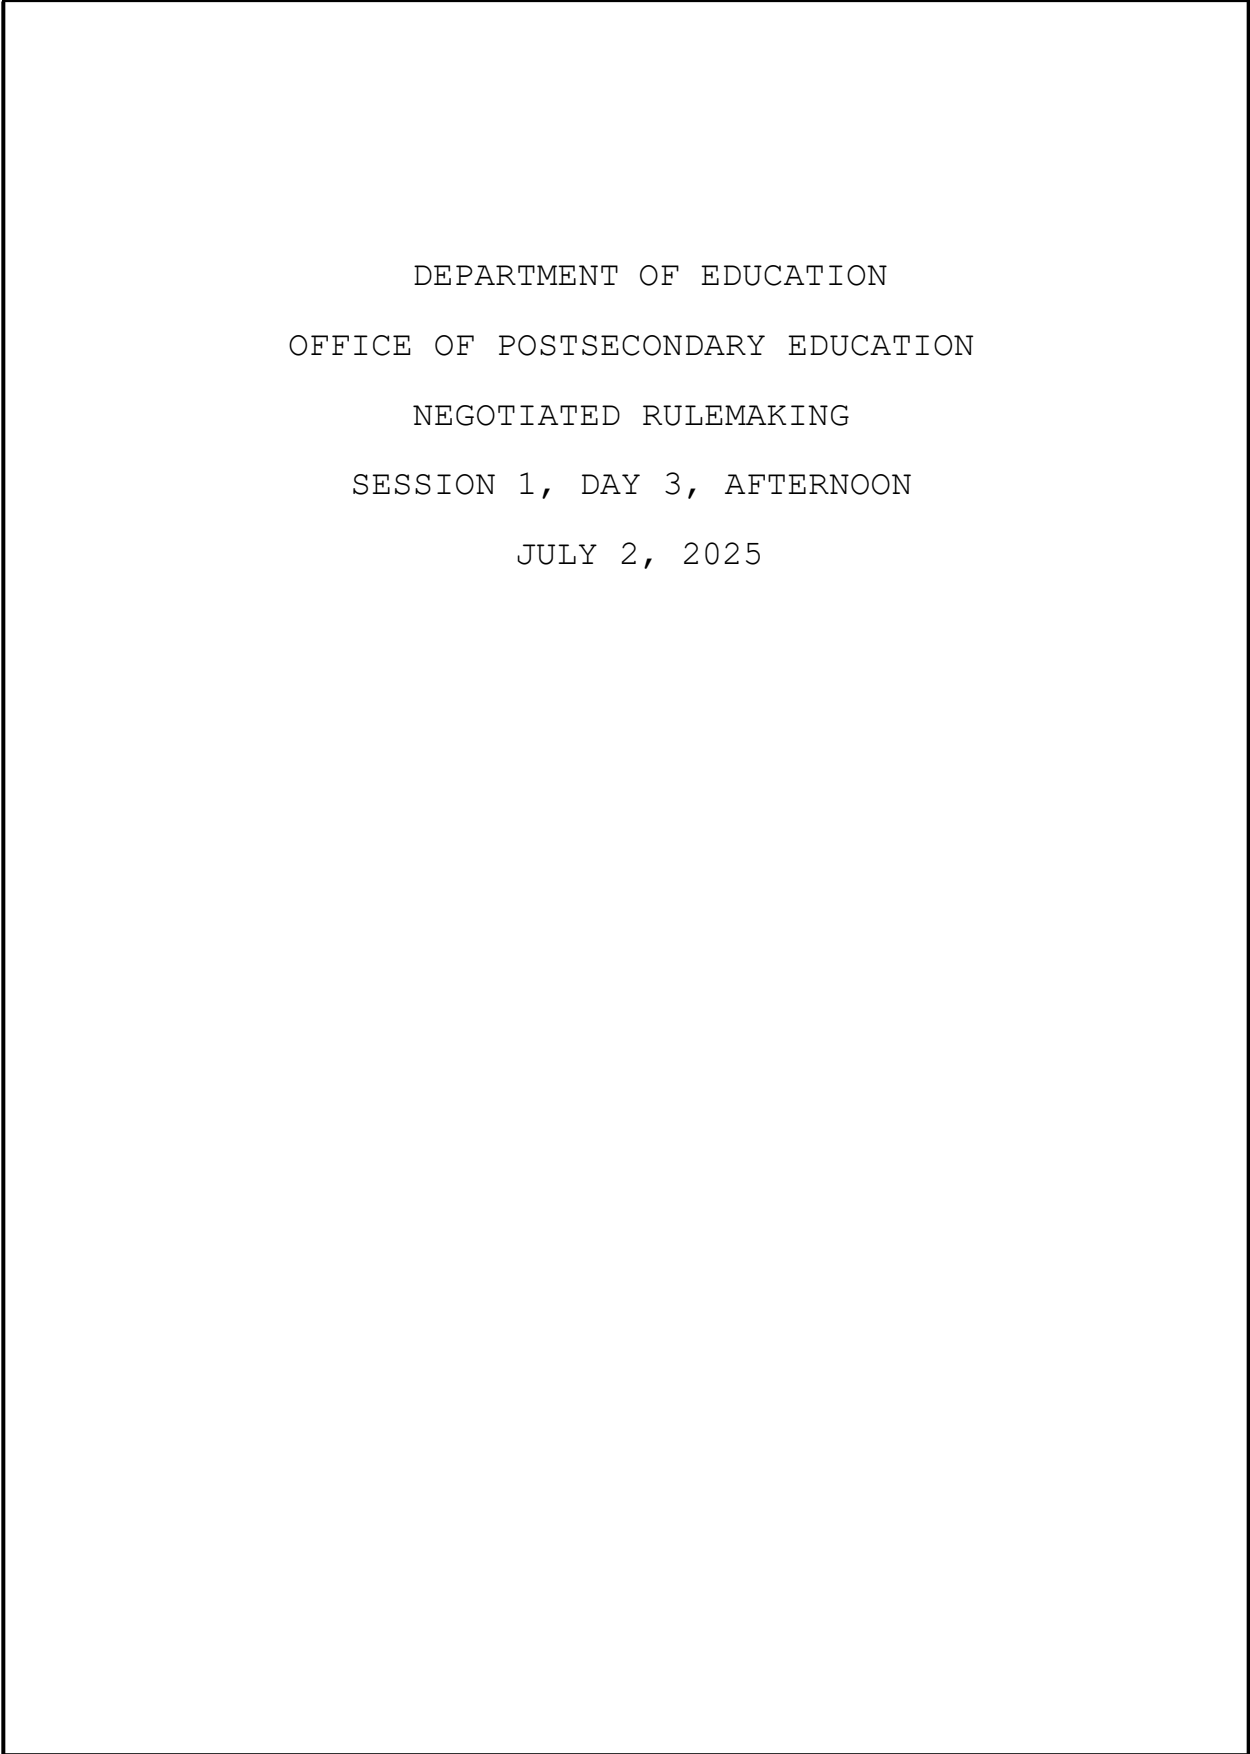 DEPARTMENT OF EDUCATION
OFFICE OF POSTSECONDARY EDUCATION
NEGOTIATED RULEMAKING
SESSION 1, DAY 3, AFTERNOON
JULY 2, 2025